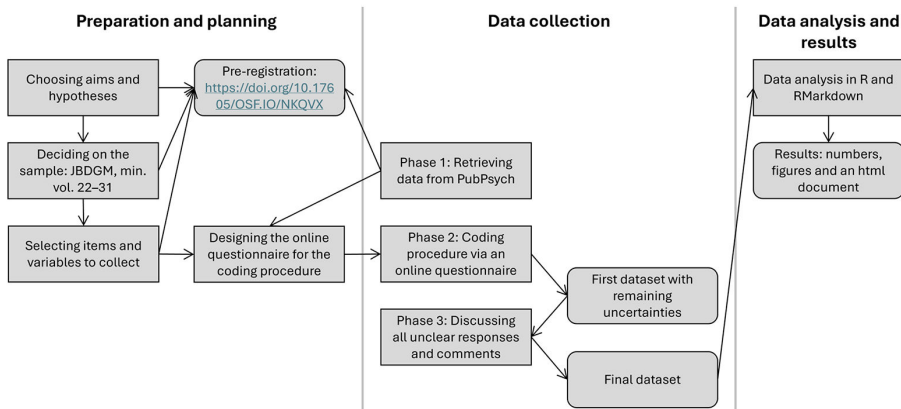 Preparation and planning
Choosing aims and
hypotheses
Pre-registration:
https://doi.org/10.176
05/OSF.IO/NKQVX
Deciding on the
sample: JBDGM, min.
vol. 22–31
Selecting items and
variables to collect
Designing the online
questionnaire for the
coding procedure
Data collection
Phase 1: Retrieving
data from PubPsych
Phase 2: Coding
procedure via an
online questionnaire
First dataset with
remaining
uncertainties
Phase 3: Discussing
all unclear responses
and comments
Final dataset
Data analysis and
results
Data analysis in R and
RMarkdown
Results: numbers,
figures and an html
document